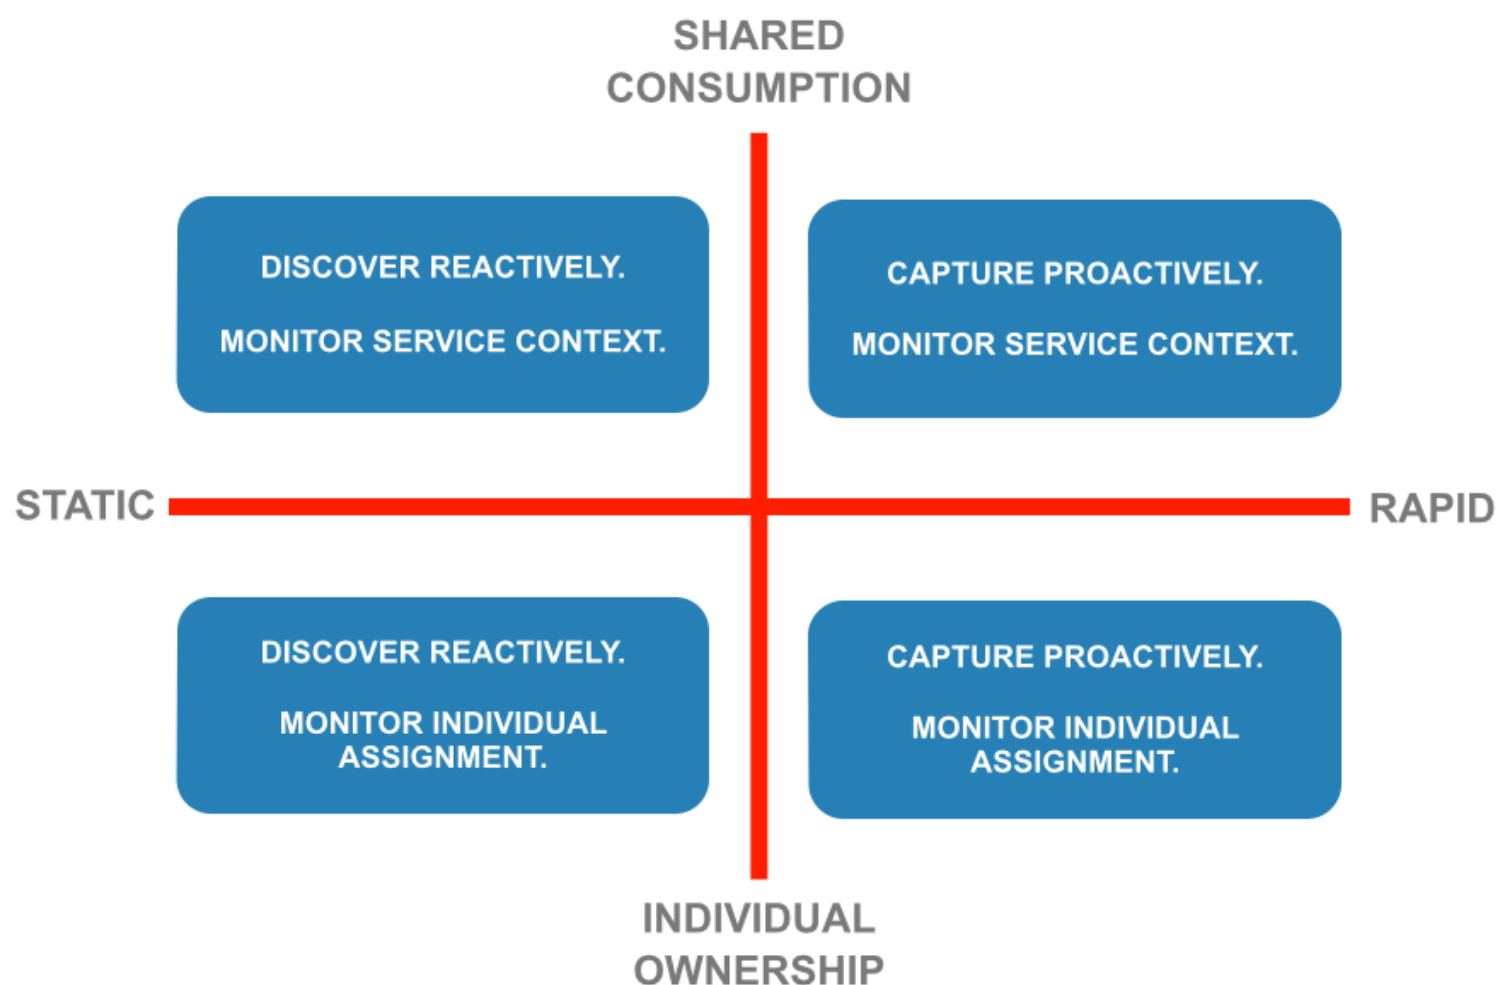 SHARED
CONSUMPTION
DISCOVER REACTIVELY.
MONITOR SERVICE CONTEXT.
CAPTURE PROACTIVELY.
MONITOR SERVICE CONTEXT.
STATIC
RAPID
DISCOVER REACTIVELY.
MONITOR INDIVIDUAL
ASSIGNMENT.
CAPTURE PROACTIVELY.
MONITOR INDIVIDUAL
ASSIGNMENT.
INDIVIDUAL
OWNERSHIP